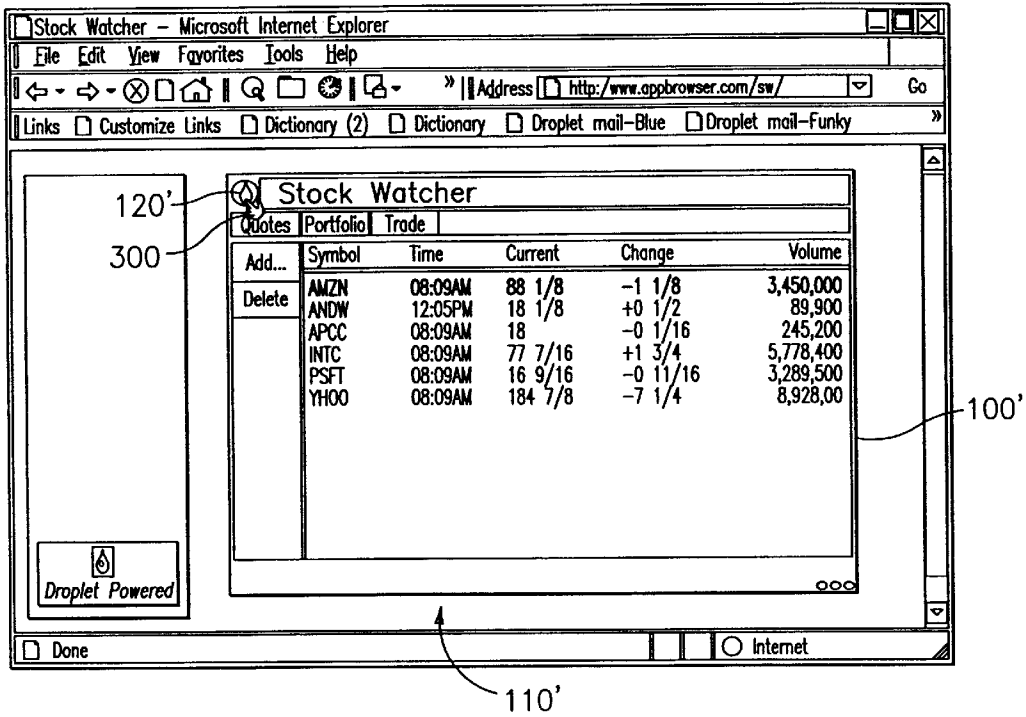 Stock Watcher – Microsoft Internet Explorer
File Edit View Favorites Tools Help
» Address http:/www.appbrowser.com/sw/ Go
Links Customize Links Dictionary (2) Dictionary Droplet mail–Blue Droplet mail–Funky »
120' Stock Watcher
300 Quotes Portfolio Trade
Add... Symbol Time Current Change Volume
Delete AMZN 08:09AM 88 1/8 –1 1/8 3,450,000
ANDW 12:05PM 18 1/8 +0 1/2 89,900
APCC 08:09AM 18 –0 1/16 245,200
INTC 08:09AM 77 7/16 +1 3/4 5,778,400
PSFT 08:09AM 16 9/16 –0 11/16 3,289,500
YHOO 08:09AM 184 7/8 –7 1/4 8,928,00
100'
Droplet Powered
Done Internet
110'